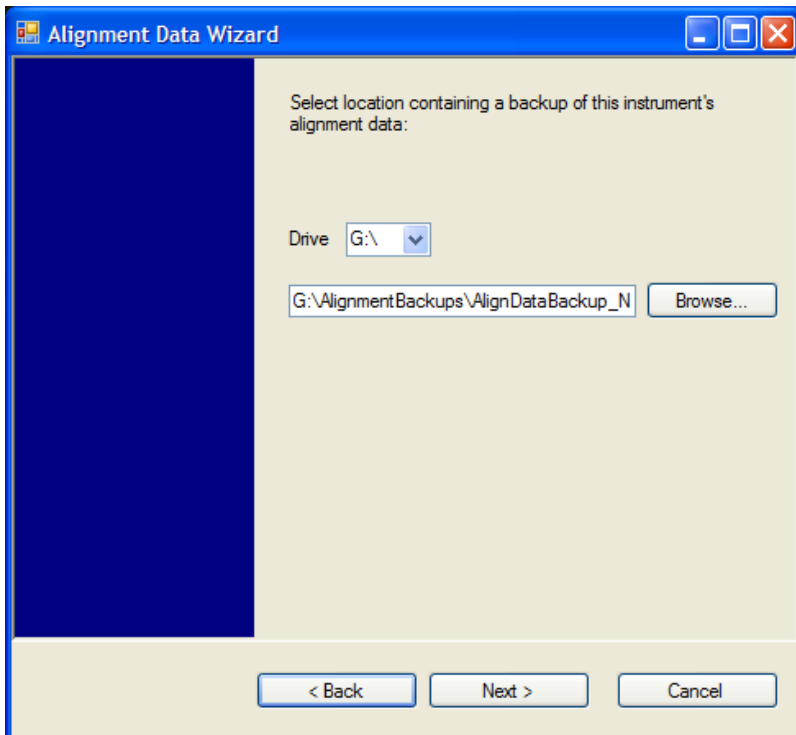 Alignment Data Wizard
Select location containing a backup of this instrument's
alignment data:
Drive G:\
G:\AlignmentBackups\AlignDataBackup_N Browse...
< Back Next > Cancel